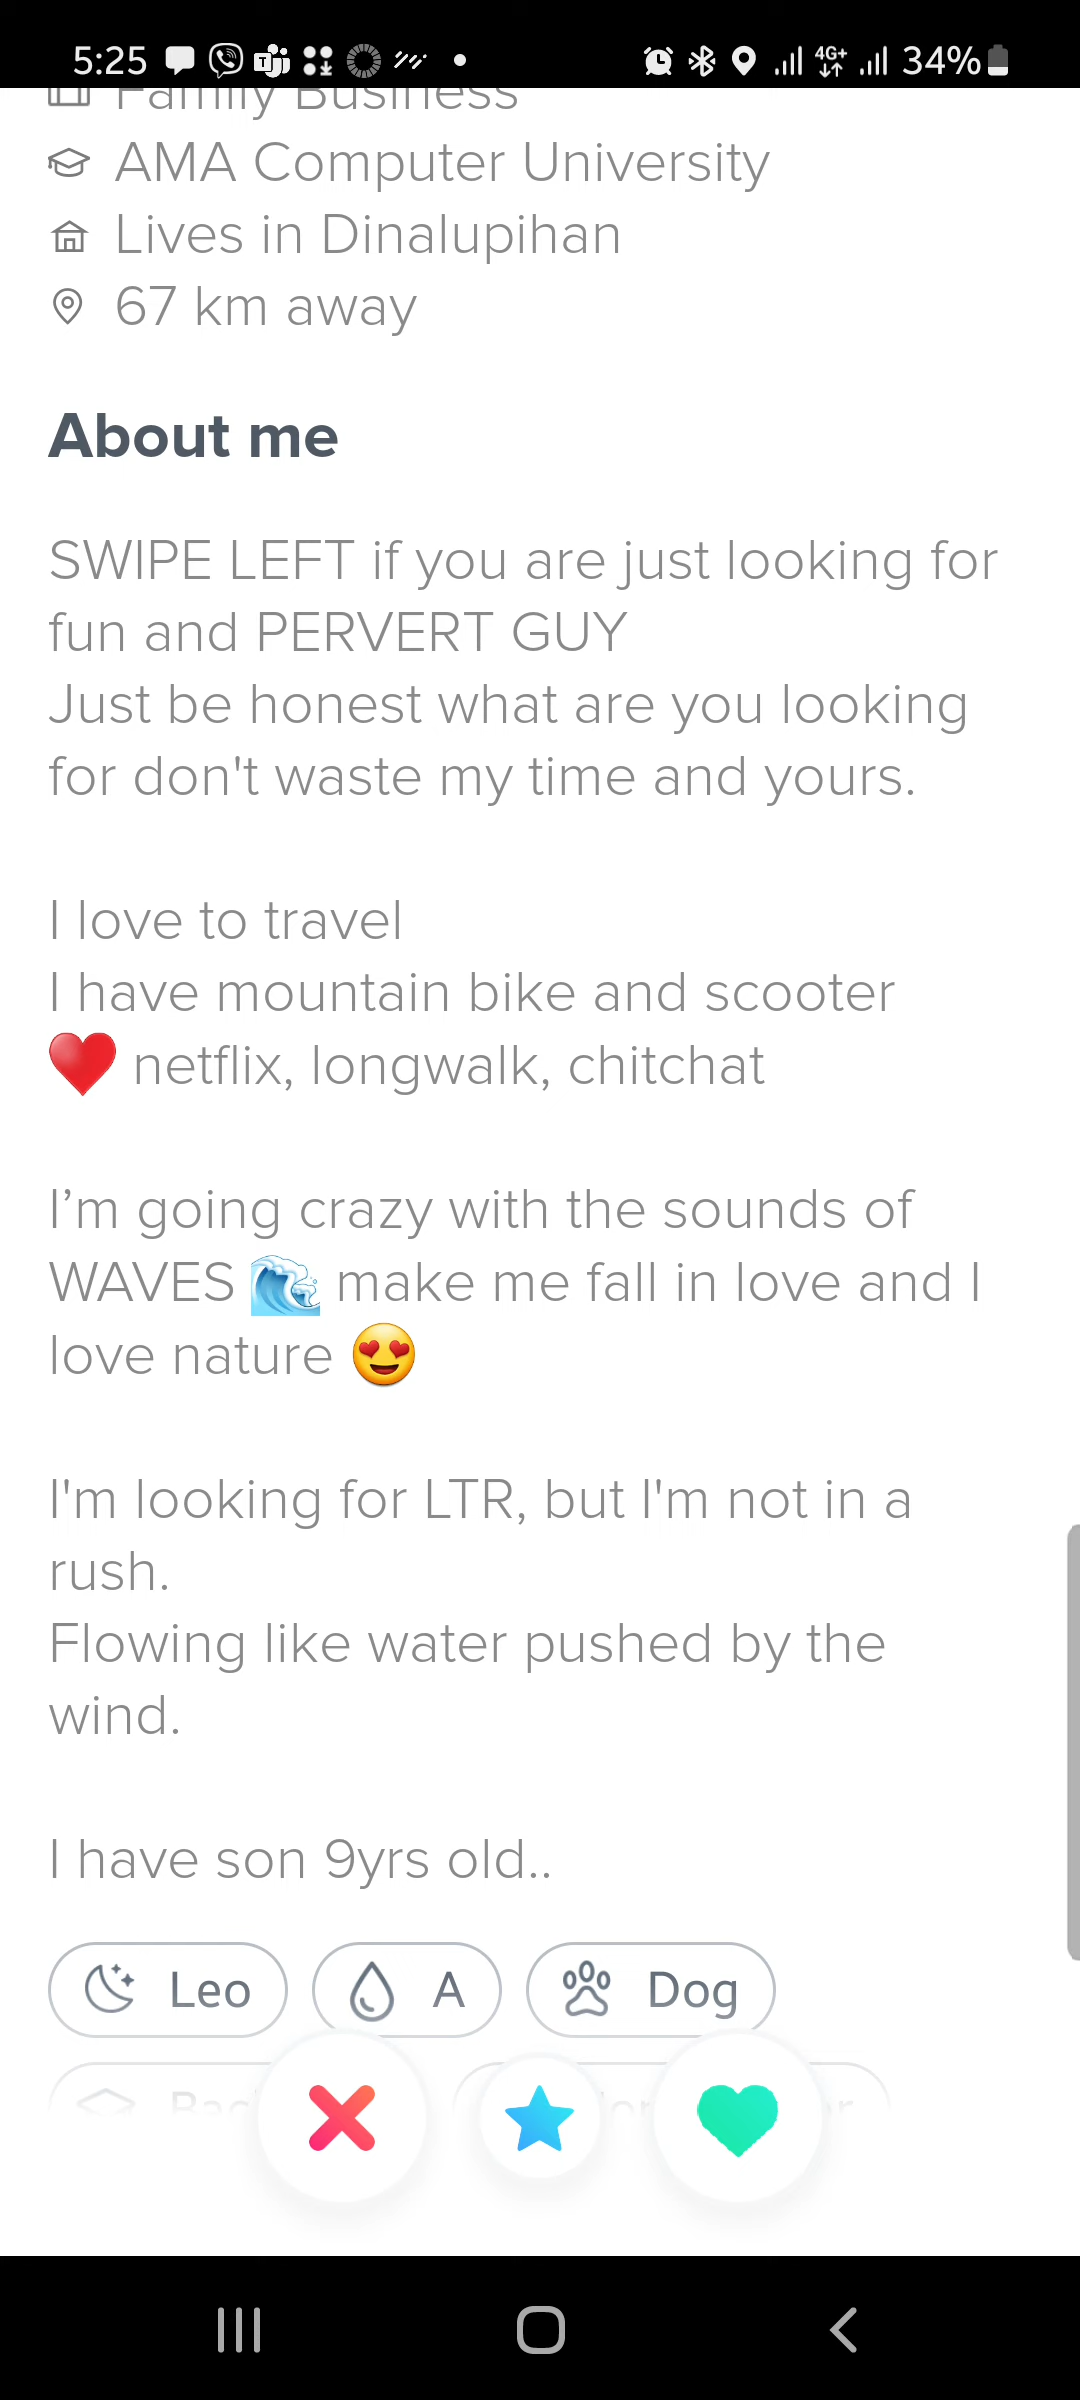 5:25 4G+ 34%
Family Business
AMA Computer University
Lives in Dinalupihan
67 km away
About me
SWIPE LEFT if you are just looking for
fun and PERVERT GUY
Just be honest what are you looking
for don't waste my time and yours.
I love to travel
I have mountain bike and scooter
❤️ netflix, longwalk, chitchat
I’m going crazy with the sounds of
WAVES 🌊 make me fall in love and I
love nature 😍
I'm looking for LTR, but I'm not in a
rush.
Flowing like water pushed by the
wind.
I have son 9yrs old..
Leo A Dog